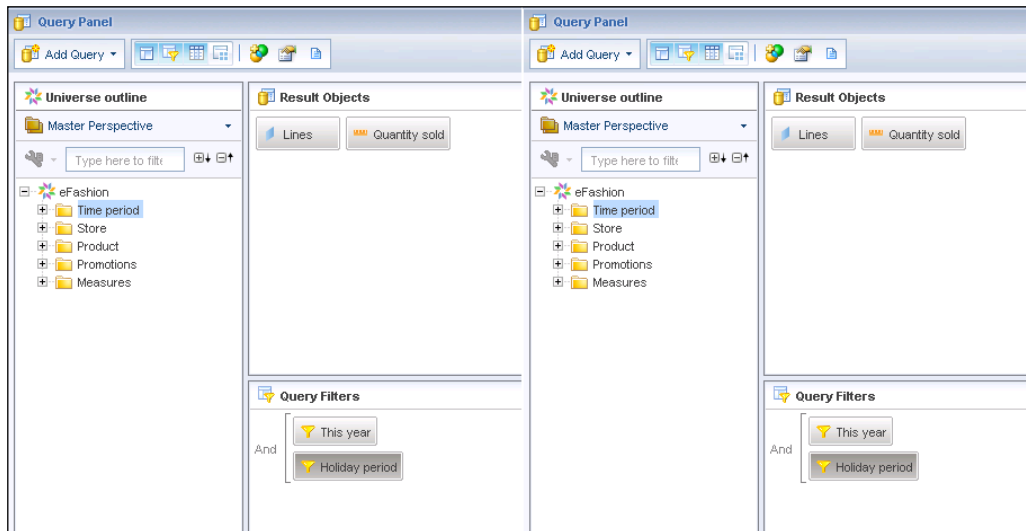 Query Panel
Add Query
Universe outline
Master Perspective
Type here to filte
eFashion
Time period
Store
Product
Promotions
Measures
Result Objects
Lines
Quantity sold
Query Filters
And
This year
Holiday period
Query Panel
Add Query
Universe outline
Master Perspective
Type here to filte
eFashion
Time period
Store
Product
Promotions
Measures
Result Objects
Lines
Quantity sold
Query Filters
And
This year
Holiday period